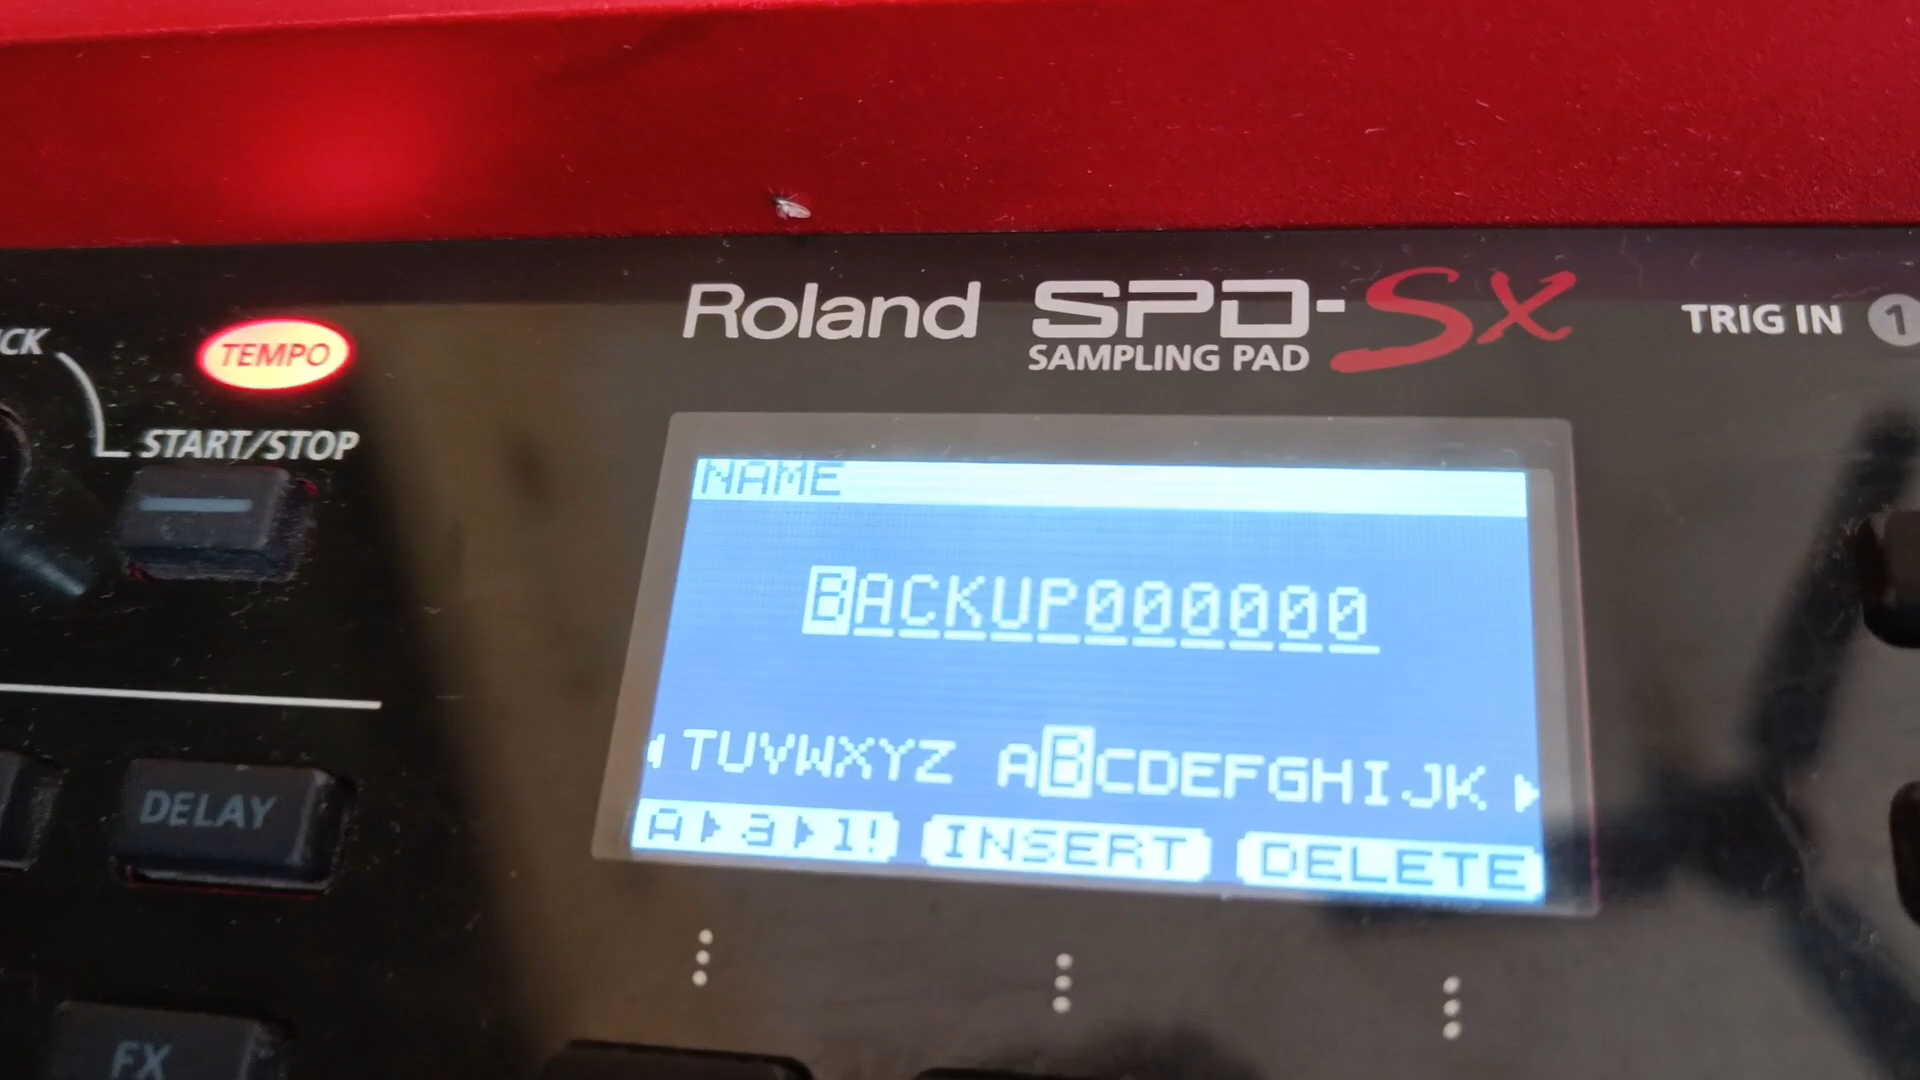 CK
TEMPO
START/STOP
Roland SPD-SX
SAMPLING PAD
TRIG IN 1
NAME
BACKUP000000
TUVWXYZ ABCDEFGHIJK
A▶3▶1! INSERT DELETE
DELAY
FX